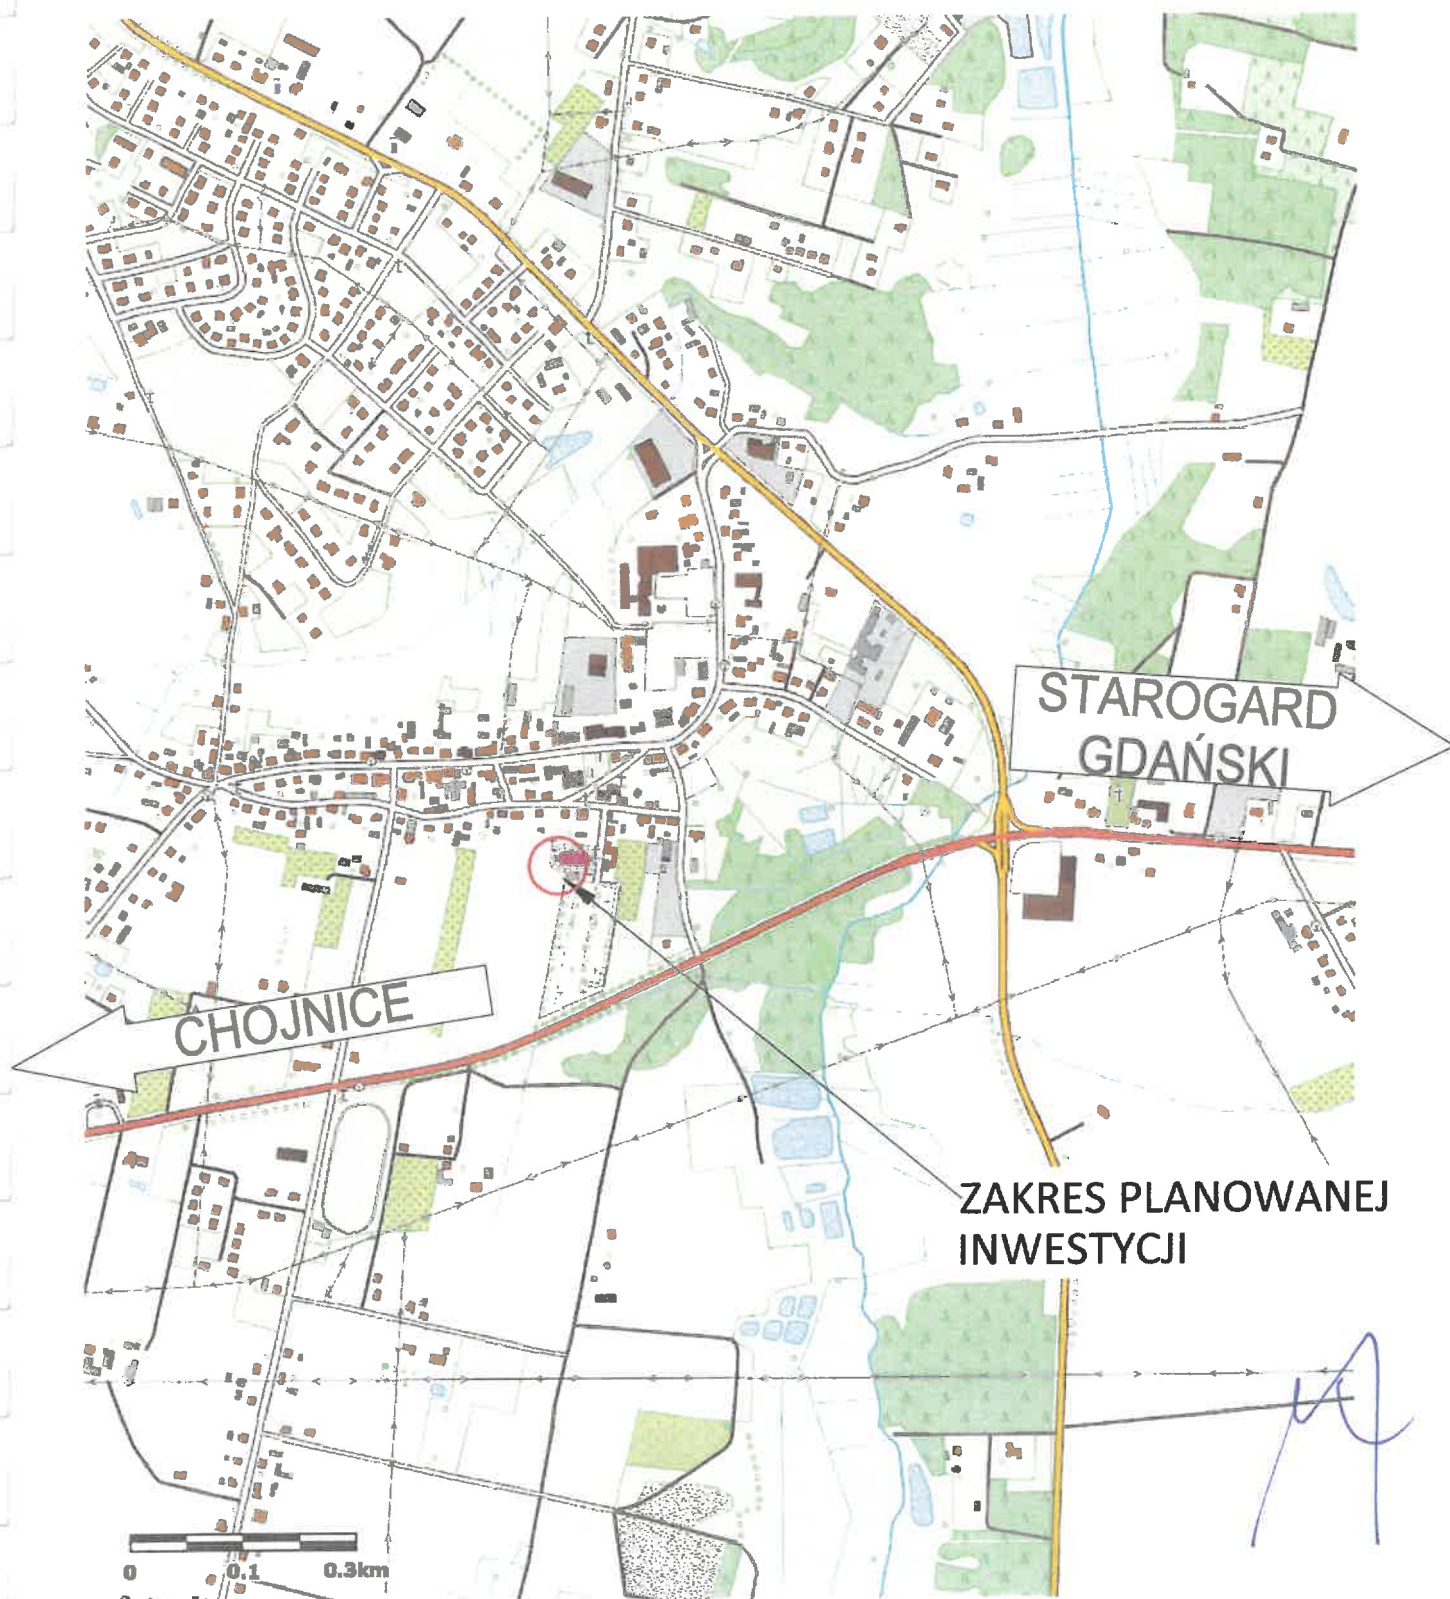 STAROGARD
GDAŃSKI
CHOJNICE
ZAKRES PLANOWANEJ
INWESTYCJI
0 0.1 0.3km